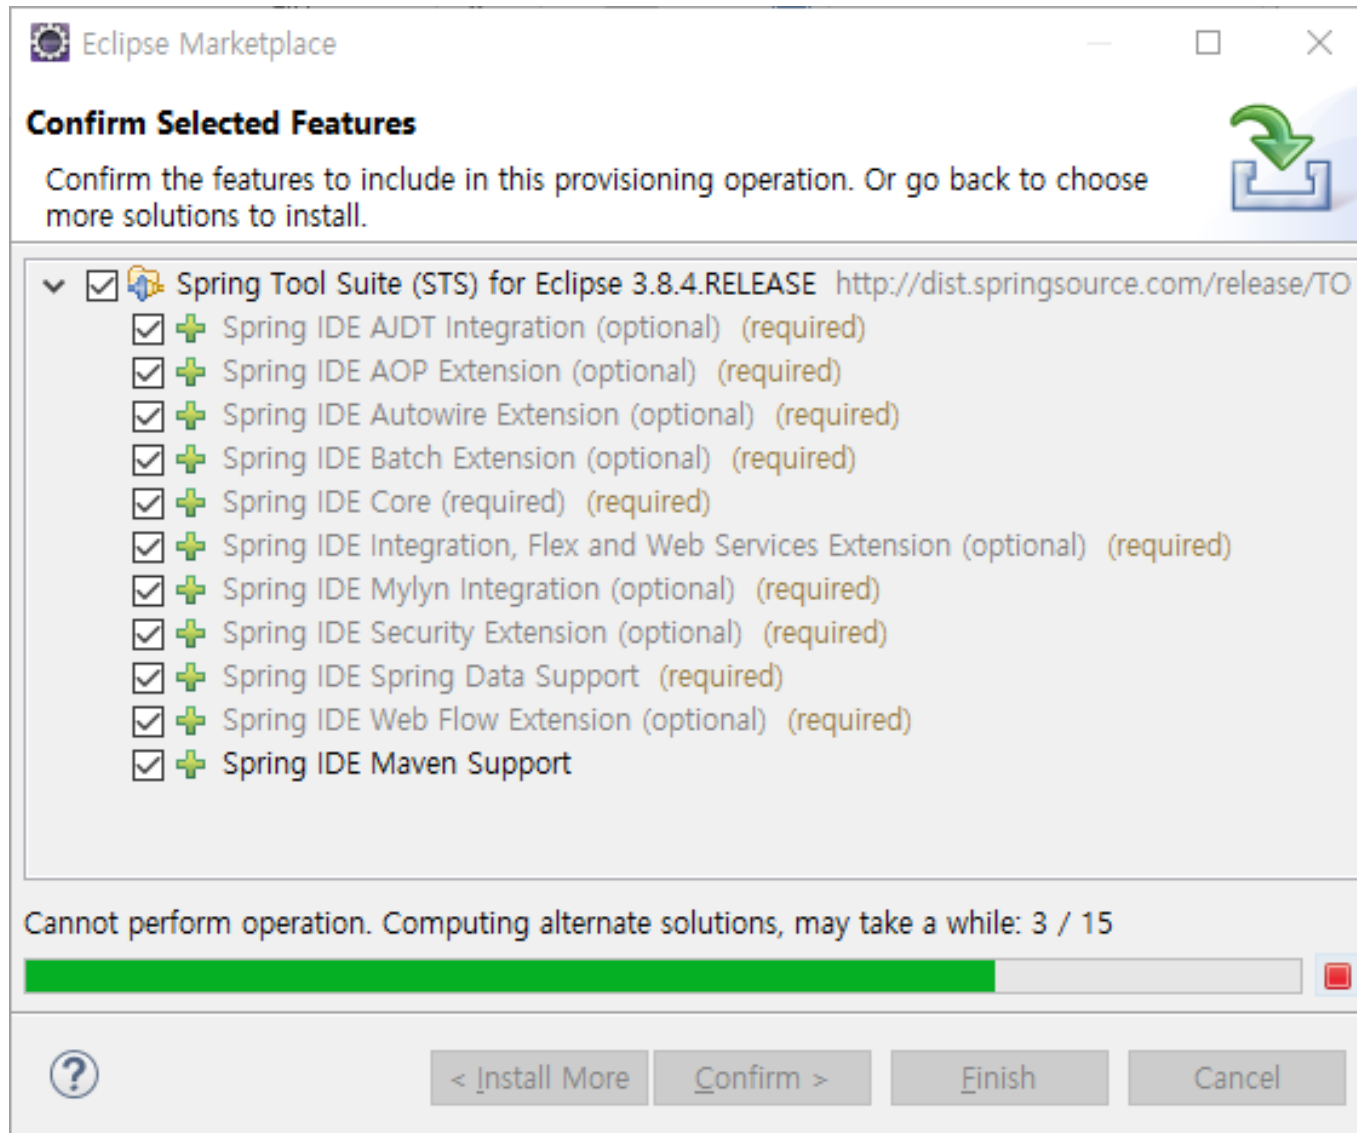 Eclipse Marketplace
Confirm Selected Features
Confirm the features to include in this provisioning operation. Or go back to choose
more solutions to install.
Spring Tool Suite (STS) for Eclipse 3.8.4.RELEASE http://dist.springsource.com/release/TO
Spring IDE AJDT Integration (optional) (required)
Spring IDE AOP Extension (optional) (required)
Spring IDE Autowire Extension (optional) (required)
Spring IDE Batch Extension (optional) (required)
Spring IDE Core (required) (required)
Spring IDE Integration, Flex and Web Services Extension (optional) (required)
Spring IDE Mylyn Integration (optional) (required)
Spring IDE Security Extension (optional) (required)
Spring IDE Spring Data Support (required)
Spring IDE Web Flow Extension (optional) (required)
Spring IDE Maven Support
Cannot perform operation. Computing alternate solutions, may take a while: 3 / 15
? < Install More Confirm > Finish Cancel